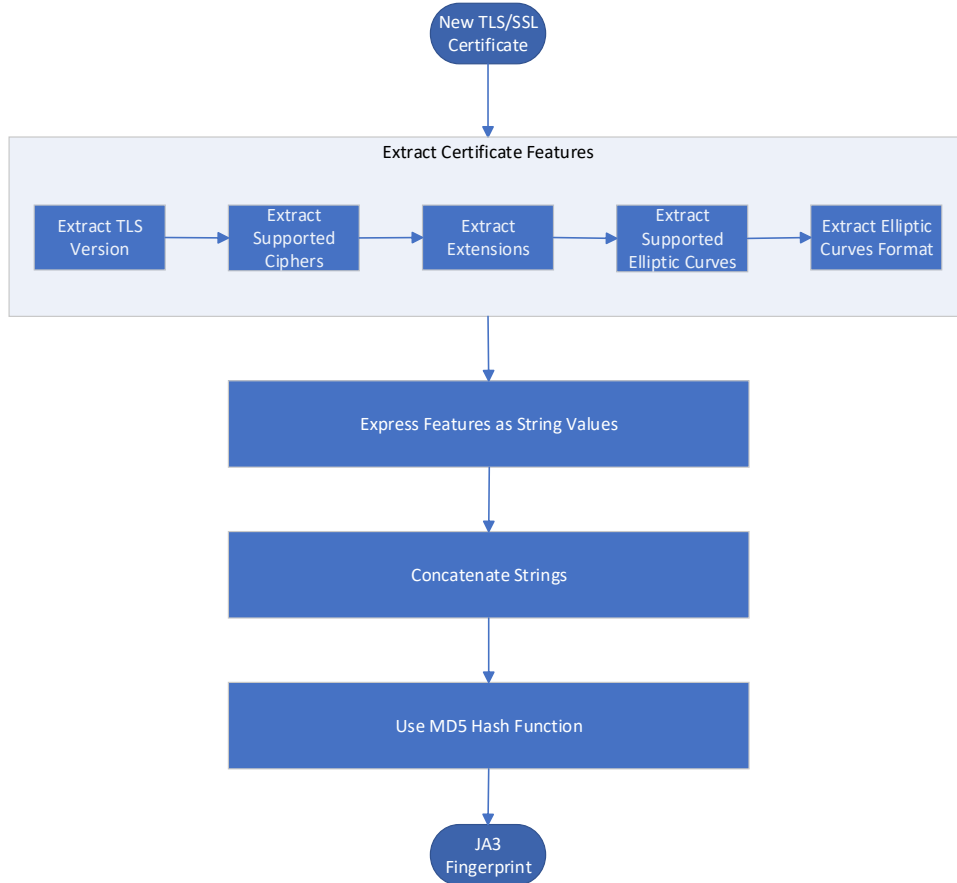 New TLS/SSL
Certificate
Extract Certificate Features
Extract TLS
Version
Extract
Supported
Ciphers
Extract
Extensions
Extract
Supported
Elliptic Curves
Extract Elliptic
Curves Format
Express Features as String Values
Concatenate Strings
Use MD5 Hash Function
JA3
Fingerprint